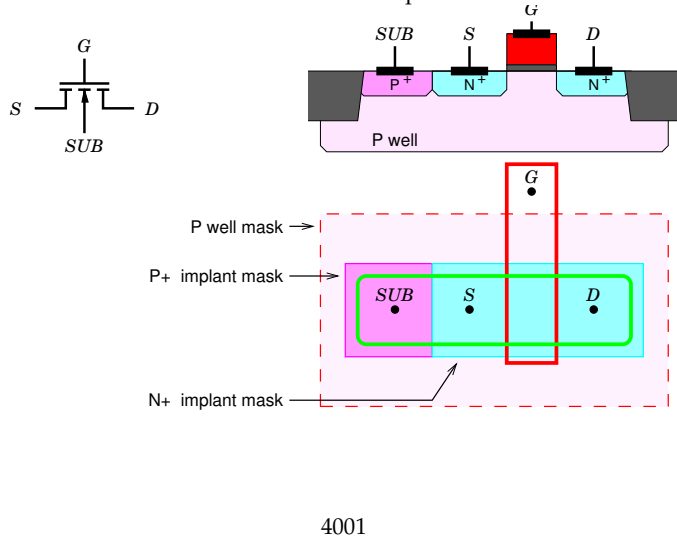 G
SUB S D
G
S D
SUB
P+ N+ N+
P well
G
P well mask
P+ implant mask
SUB S D
N+ implant mask
4001